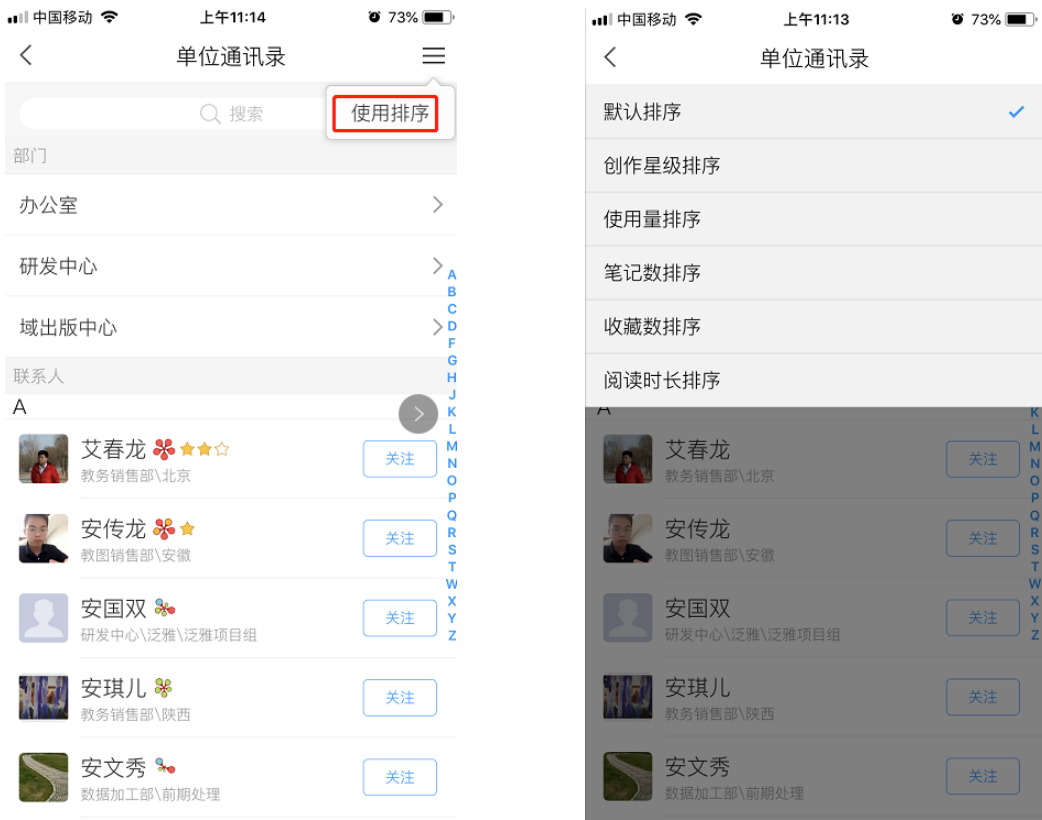 中国移动 上午11:14 73%
单位通讯录
搜索
使用排序
部门
办公室
研发中心
域出版中心
联系人
A
艾春龙
教务销售部\北京
关注
安传龙
教图销售部\安徽
关注
安国双
研发中心\泛雅\泛雅项目组
关注
安琪儿
教务销售部\陕西
关注
安文秀
数据加工部\前期处理
关注
A
B
C
D
F
G
H
J
K
L
M
N
O
P
Q
R
S
T
W
X
Y
Z
中国移动 上午11:13 73%
单位通讯录
默认排序
创作星级排序
使用量排序
笔记数排序
收藏数排序
阅读时长排序
A
艾春龙
教务销售部\北京
关注
安传龙
教图销售部\安徽
关注
安国双
研发中心\泛雅\泛雅项目组
关注
安琪儿
教务销售部\陕西
关注
安文秀
数据加工部\前期处理
关注
K
L
M
N
O
P
Q
R
S
T
W
X
Y
Z